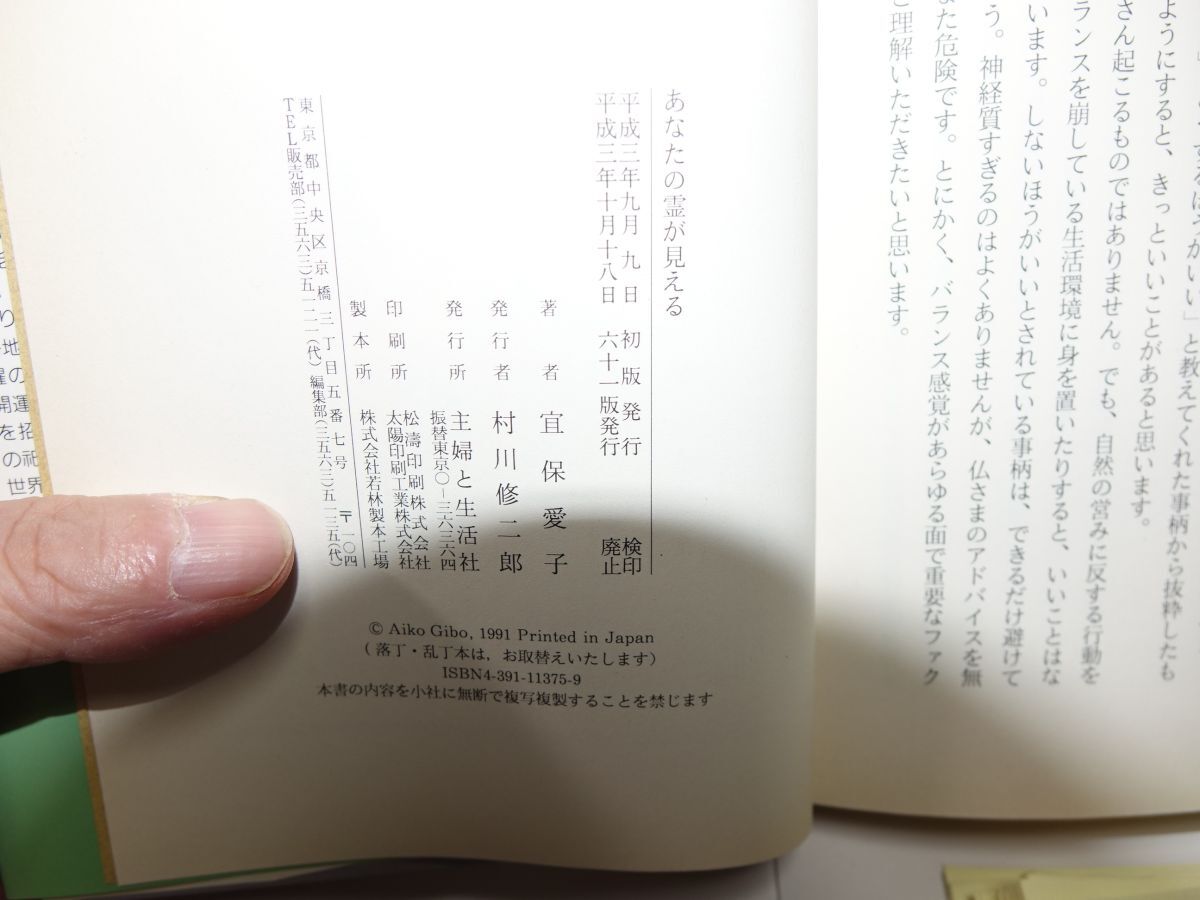 ようにすると、きっといいことがあると思います。
さん起こるものではありません。でも、自然の営みに反する行動を
ランスを崩している生活環境に身を置いたりすると、いいことはな
います。しないほうがいいとされている事柄は、できるだけ避けて
う。神経質すぎるのはよくありませんが、仏さまのアドバイスを無
また危険です。とにかく、バランス感覚があらゆる面で重要なファク
ご理解いただきたいと思います。
あなたの霊が見える
平成三年九月九日 初版発行 検印
平成三年十月十八日 六十一版発行 廃止
著者 宜保愛子
発行者 村川修二郎
発行所 主婦と生活社
振替東京〇-三六三六四
印刷所 松濤印刷株式会社
太陽印刷工業株式会社
製本所 株式会社若林製本工場
東京都中央区京橋三丁目五番七号 〒一〇四
TEL販売部(三五六三)五一二一(代) 編集部(三五六三)五一三五(代)
© Aiko Gibo, 1991 Printed in Japan
(落丁・乱丁本は,お取替えいたします)
ISBN4-391-11375-9
本書の内容を小社に無断で複写複製することを禁じます
開運
を招
の祀
世界